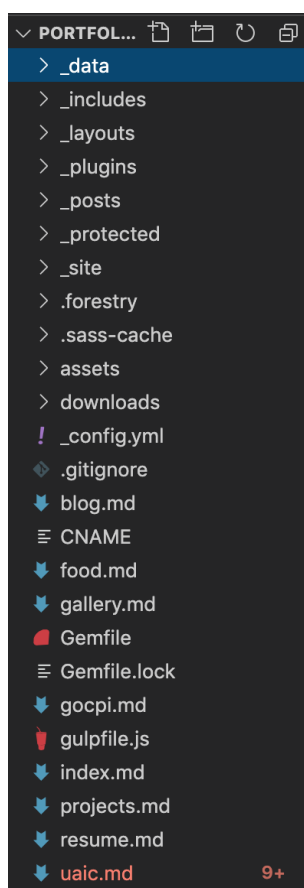 PORTFOL...
_data
_includes
_layouts
_plugins
_posts
_protected
_site
.forestry
.sass-cache
assets
downloads
_config.yml
.gitignore
blog.md
CNAME
food.md
gallery.md
Gemfile
Gemfile.lock
gocpi.md
gulpfile.js
index.md
projects.md
resume.md
uaic.md 9+